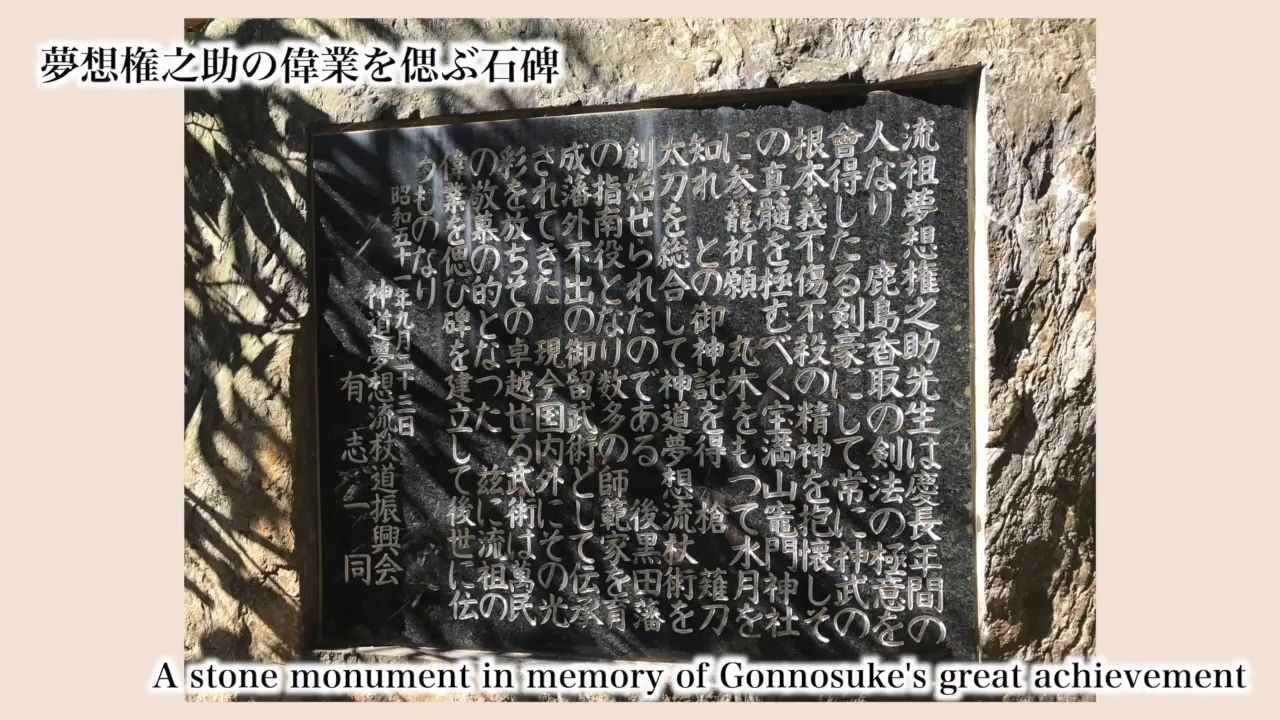 夢想権之助の偉業を偲ぶ石碑
流祖夢想権之助先生は慶長年間の
人なり 鹿島香取の剣法の極意を
會得したる剣豪にして常に神武の
根本義不傷不殺の精神を抱懐しそ
の真髄を極むべく宝満山竈門神社
に参籠祈願 丸木をもって水月を
知れ との御神託を得 槍 薙刀
太刀を総合して神道夢想流杖術を
創始せられたのである 後黒田藩
の指南役となり数多の師範家を育
成藩外不出の御留武術として伝承
されてきた 現今国内外にその光
彩を放ちその卓越せる武術は萬民
の敬慕の的となった 茲に流祖の
偉業を偲び碑を建立して後世に伝
うものなり
昭和五十一年九月二十三日
神道夢想流杖道振興会
有志一同
A stone monument in memory of Gonnosuke's great achievement